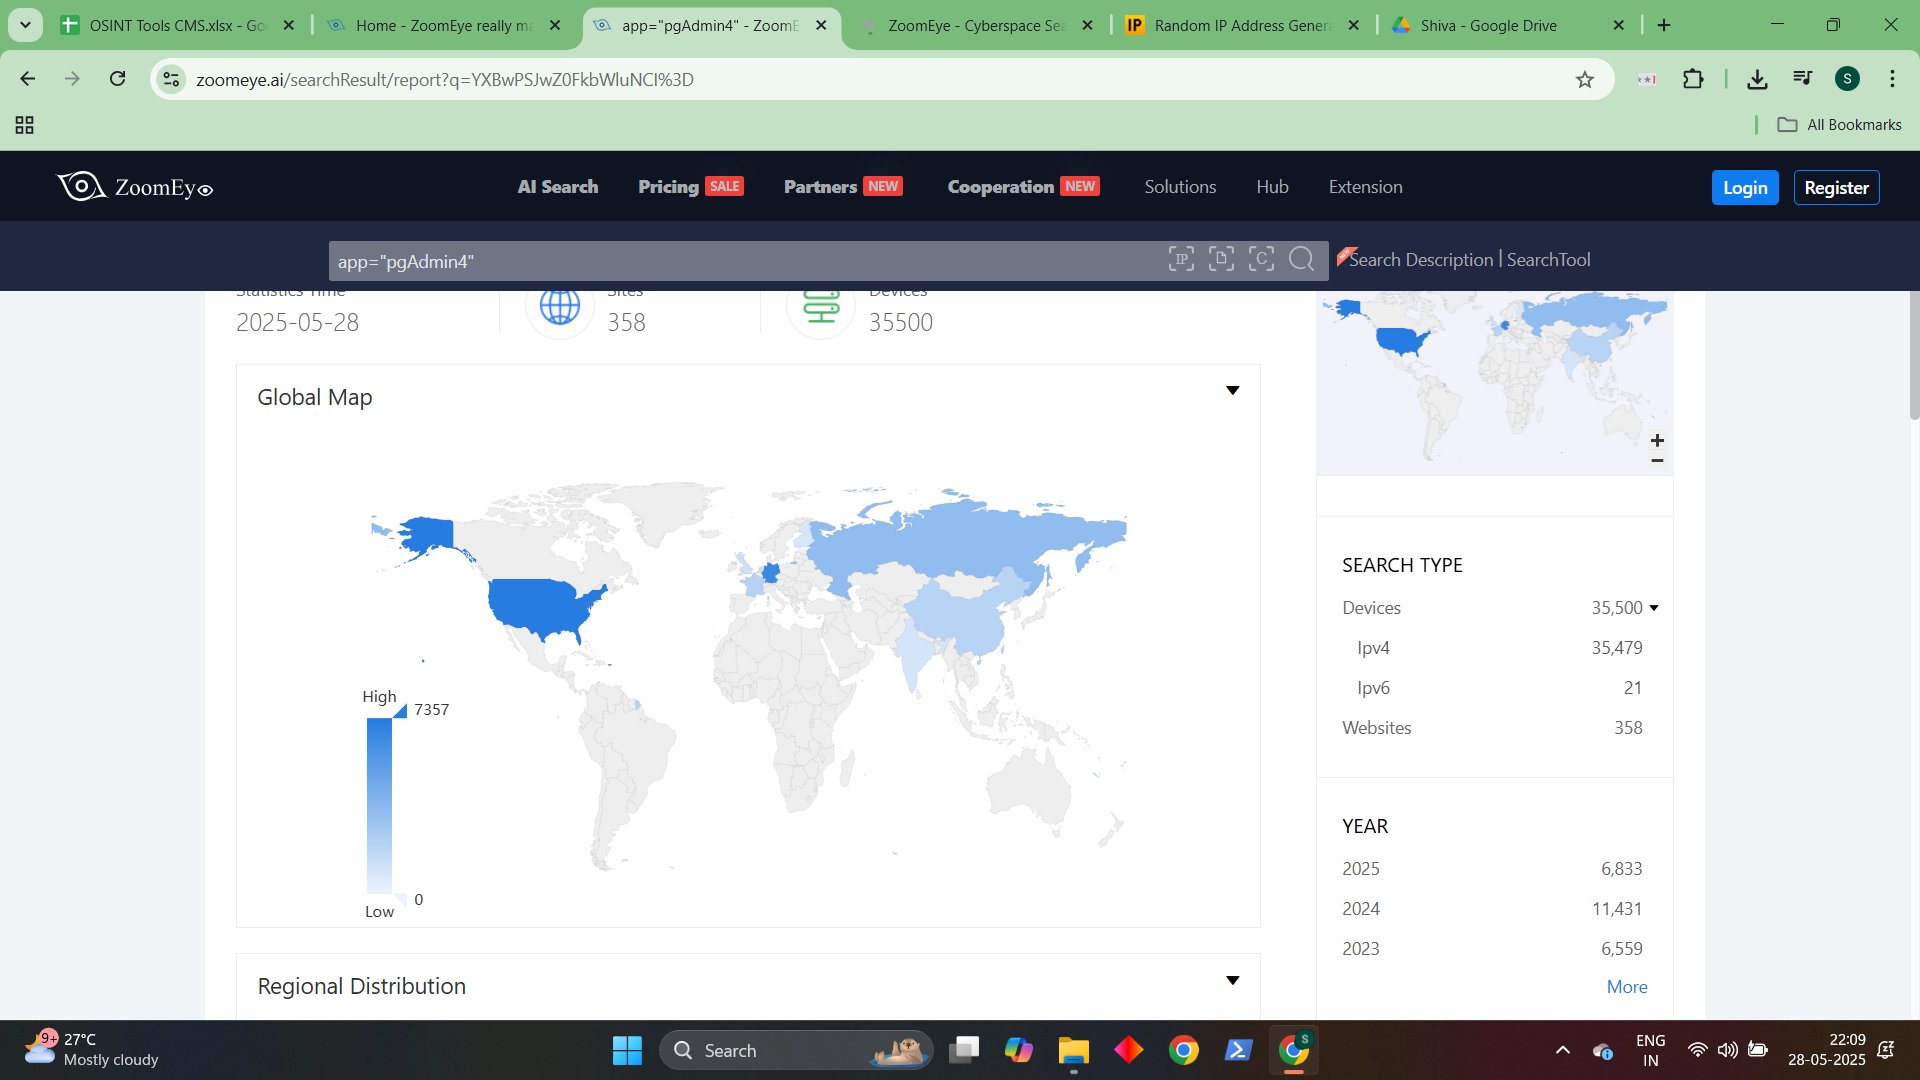 OSINT Tools CMS.xlsx - Go
Home - ZoomEye really ma
app="pgAdmin4" - ZoomE
ZoomEye - Cyberspace Sea
IP
Random IP Address Genera
Shiva - Google Drive
zoomeye.ai/searchResult/report?q=YXBwPSJwZ0FkbWluNCI%3D
S
All Bookmarks
ZoomEye
AI Search
Pricing SALE
Partners NEW
Cooperation NEW
Solutions
Hub
Extension
Login
Register
app="pgAdmin4"
IP
D
C
Search Description | SearchTool
Statistics Time
2025-05-28
Sites
358
Devices
35500
Global Map
High
7357
0
Low
+
−
SEARCH TYPE
Devices 35,500
Ipv4 35,479
Ipv6 21
Websites 358
YEAR
2025 6,833
2024 11,431
2023 6,559
More
Regional Distribution
9+
27°C
Mostly cloudy
Search
S
ENG
IN
22:09
28-05-2025